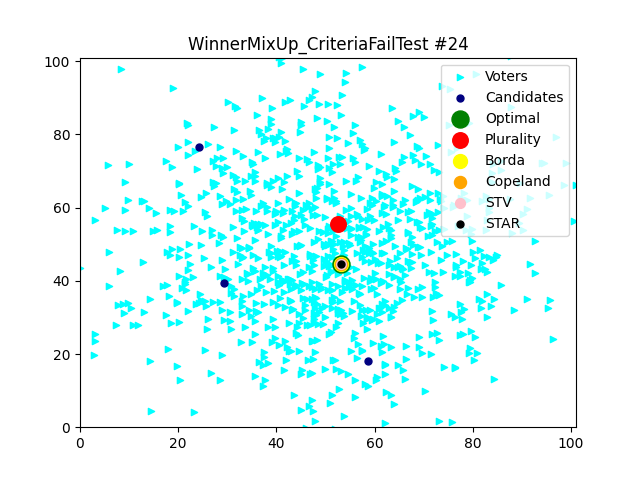 WinnerMixUp_CriteriaFailTest #24
100
80
60
40
20
0
0
20
40
60
80
100
Voters
Candidates
Optimal
Plurality
Borda
Copeland
STV
STAR